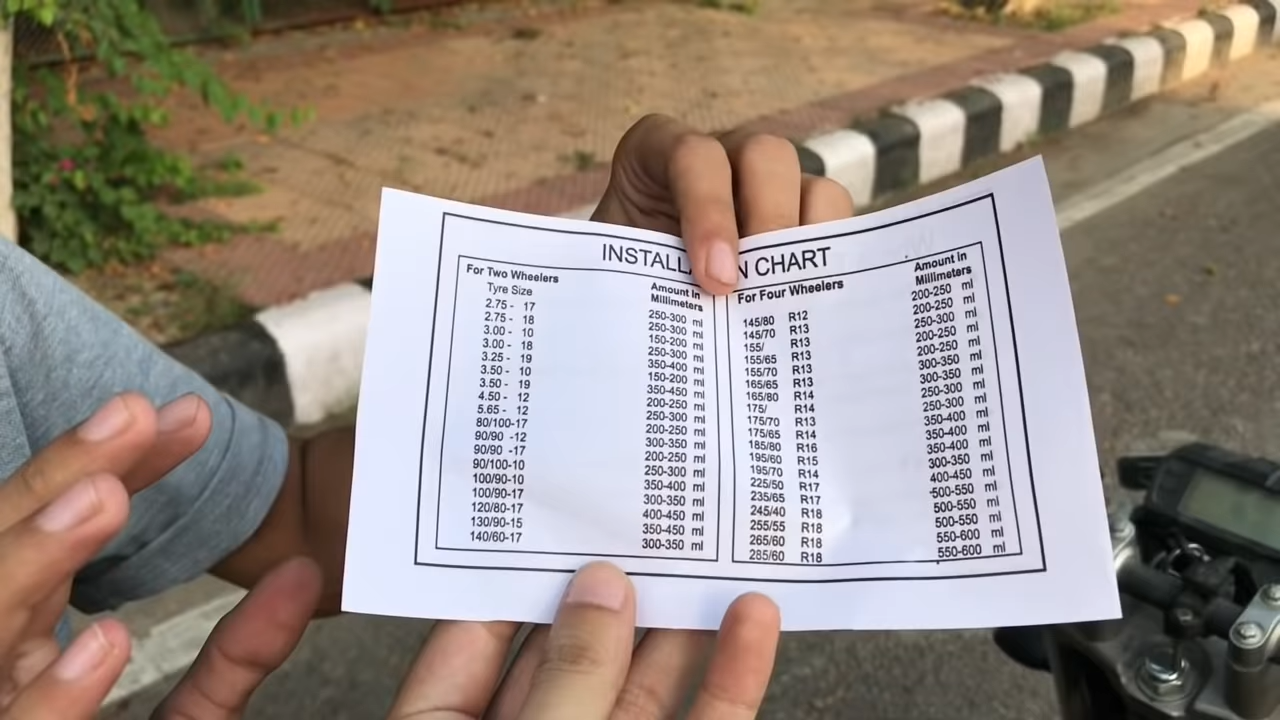 INSTALLA N CHART
For Two Wheelers
Tyre Size Amount in
Millimeters
2.75 - 17 250-300 ml
2.75 - 18 250-300 ml
3.00 - 10 150-200 ml
3.00 - 18 250-300 ml
3.25 - 19 350-400 ml
3.50 - 10 150-200 ml
3.50 - 19 350-450 ml
4.50 - 12 200-250 ml
5.65 - 12 250-300 ml
80/100-17 200-250 ml
90/90 -12 300-350 ml
90/90 -17 200-250 ml
90/100-10 250-300 ml
100/90-10 350-400 ml
100/90-17 300-350 ml
120/80-17 400-450 ml
130/90-15 350-450 ml
140/60-17 300-350 ml
For Four Wheelers Amount in
Millimeters
145/80 R12 200-250 ml
145/70 R13 200-250 ml
155/ R13 250-300 ml
155/65 R13 200-250 ml
155/70 R13 200-250 ml
165/65 R13 300-350 ml
165/80 R14 300-350 ml
175/ R14 250-300 ml
175/70 R13 250-300 ml
175/65 R14 350-400 ml
185/80 R16 350-400 ml
195/60 R15 350-400 ml
195/70 R14 300-350 ml
225/50 R17 400-450 ml
235/65 R17 500-550 ml
245/40 R18 500-550 ml
255/55 R18 500-550 ml
265/60 R18 550-600 ml
285/60 R18 550-600 ml